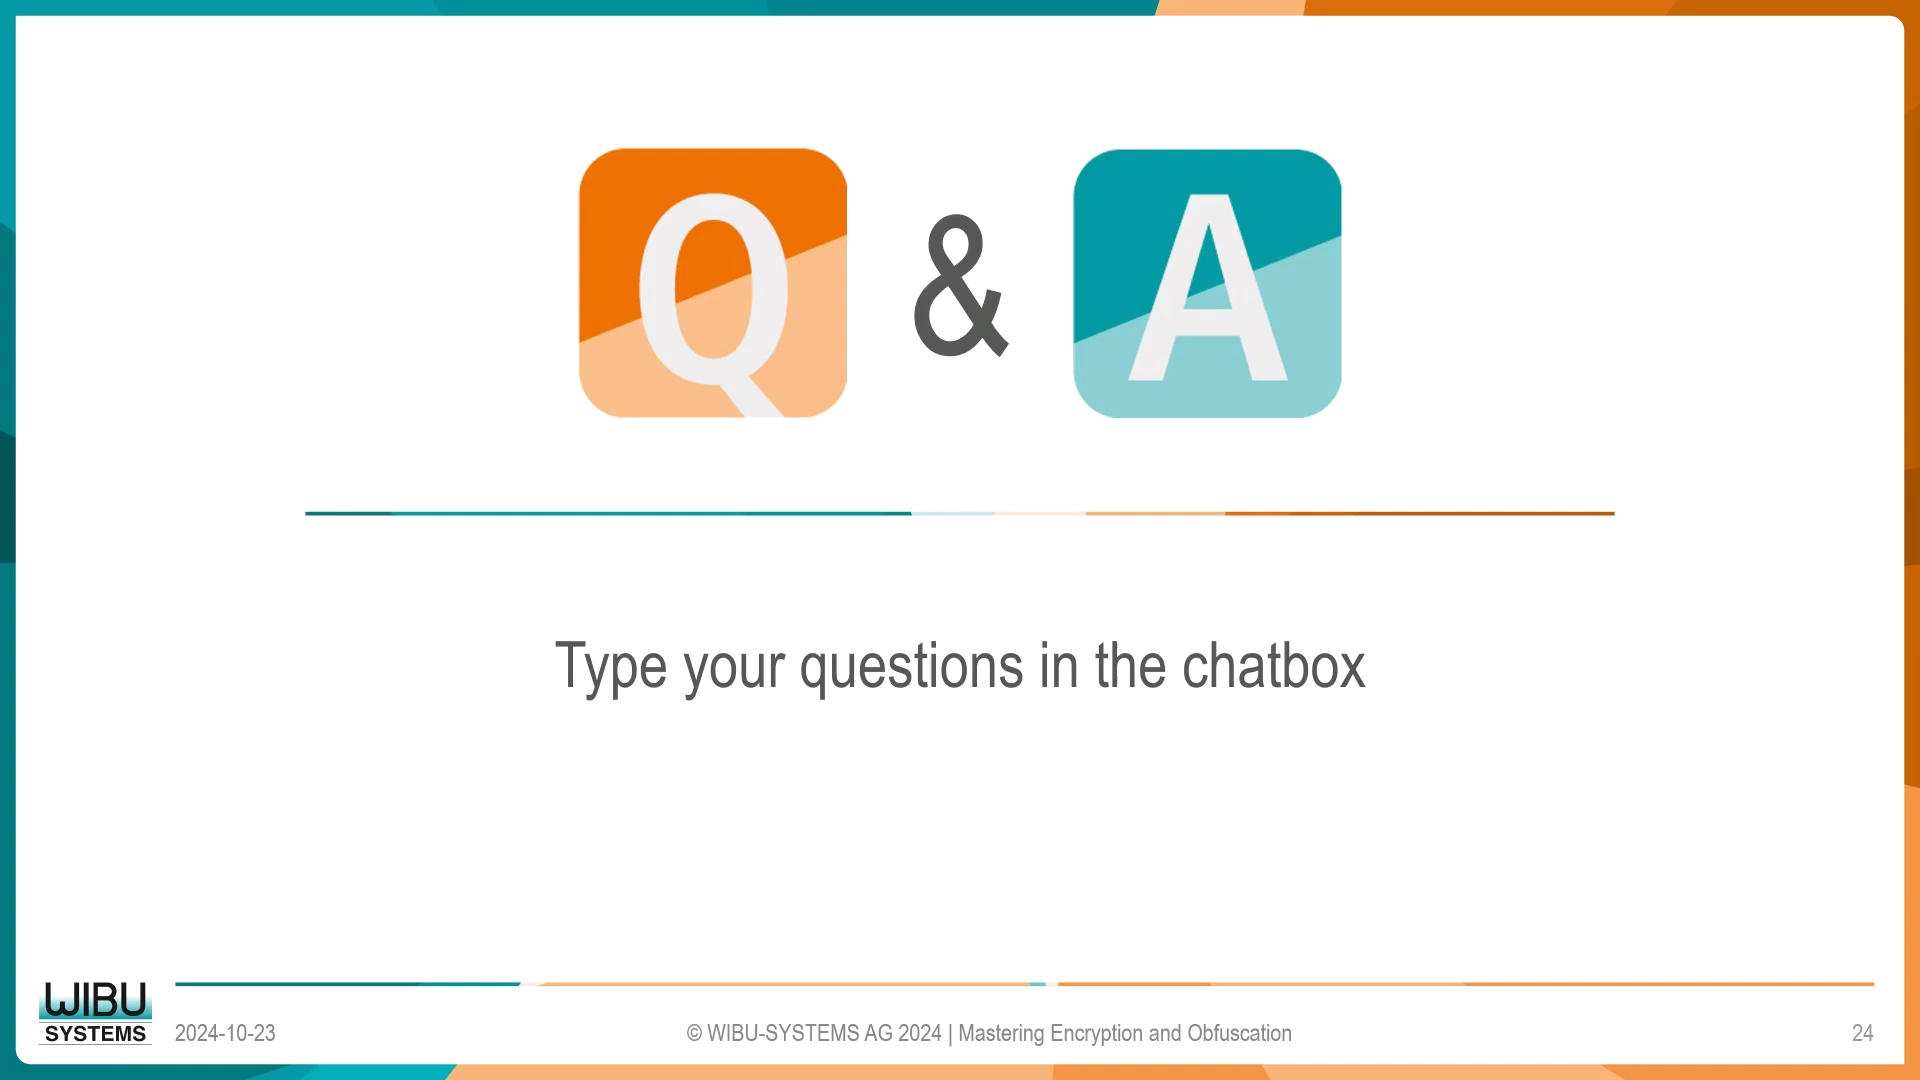 Q & A
Type your questions in the chatbox
WIBU
SYSTEMS
2024-10-23
© WIBU-SYSTEMS AG 2024 | Mastering Encryption and Obfuscation
24